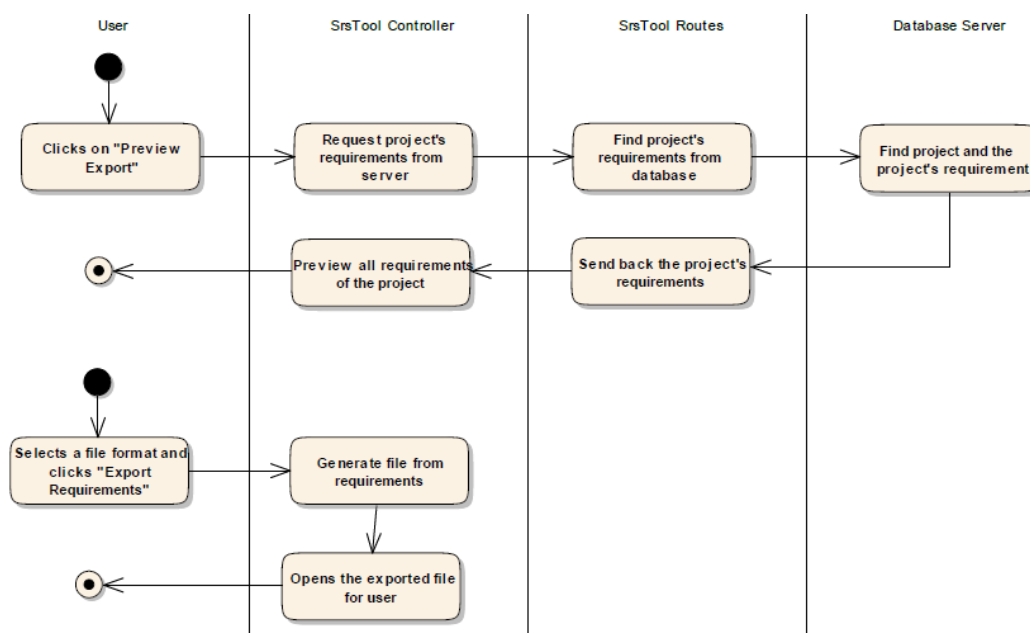 User
SrsTool Controller
SrsTool Routes
Database Server
Clicks on "Preview
Export"
Request project's
requirements from
server
Find project's
requirements from
database
Find project and the
project's requirement
Preview all requirements
of the project
Send back the project's
requirements
Selects a file format and
clicks "Export
Requirements"
Generate file from
requirements
Opens the exported file
for user